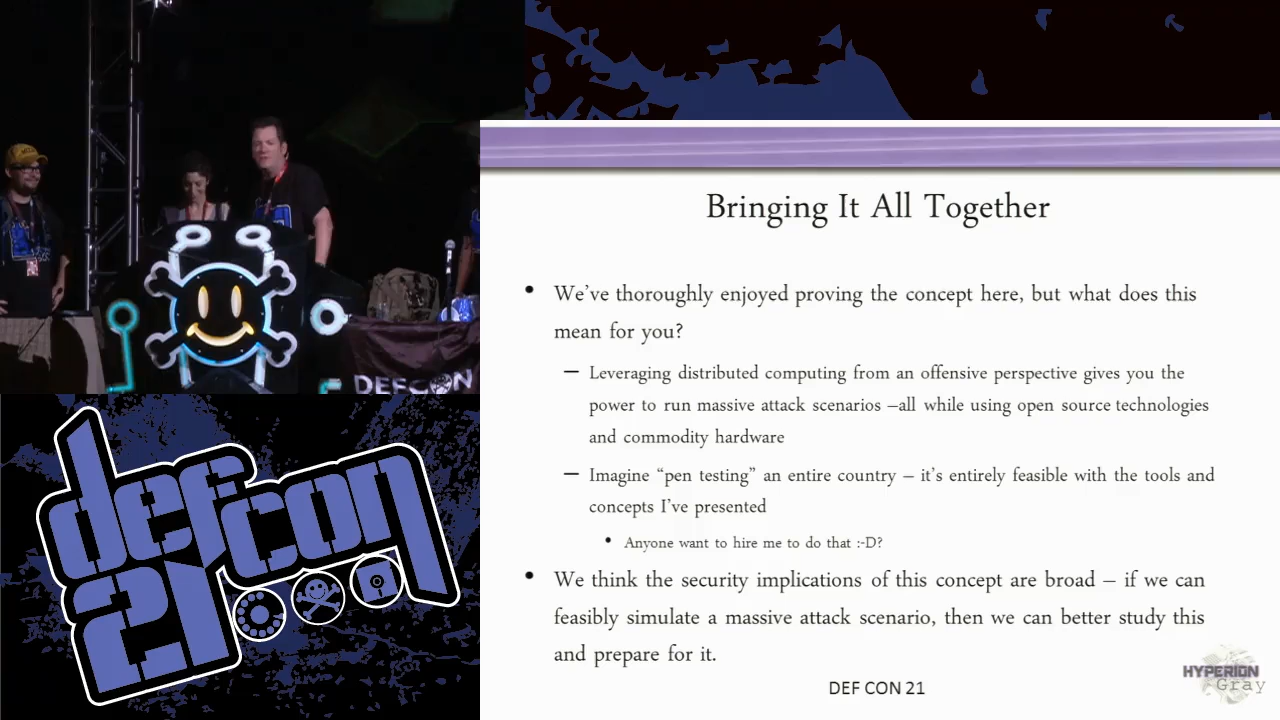 Bringing It All Together
• We’ve thoroughly enjoyed proving the concept here, but what does this
mean for you?
– Leveraging distributed computing from an offensive perspective gives you the
power to run massive attack scenarios –all while using open source technologies
and commodity hardware
– Imagine “pen testing” an entire country – it’s entirely feasible with the tools and
concepts I’ve presented
• Anyone want to hire me to do that :-D?
• We think the security implications of this concept are broad – if we can
feasibly simulate a massive attack scenario, then we can better study this
and prepare for it.
DEF CON 21
HYPERION
Gray
DEFCON
defcon
21